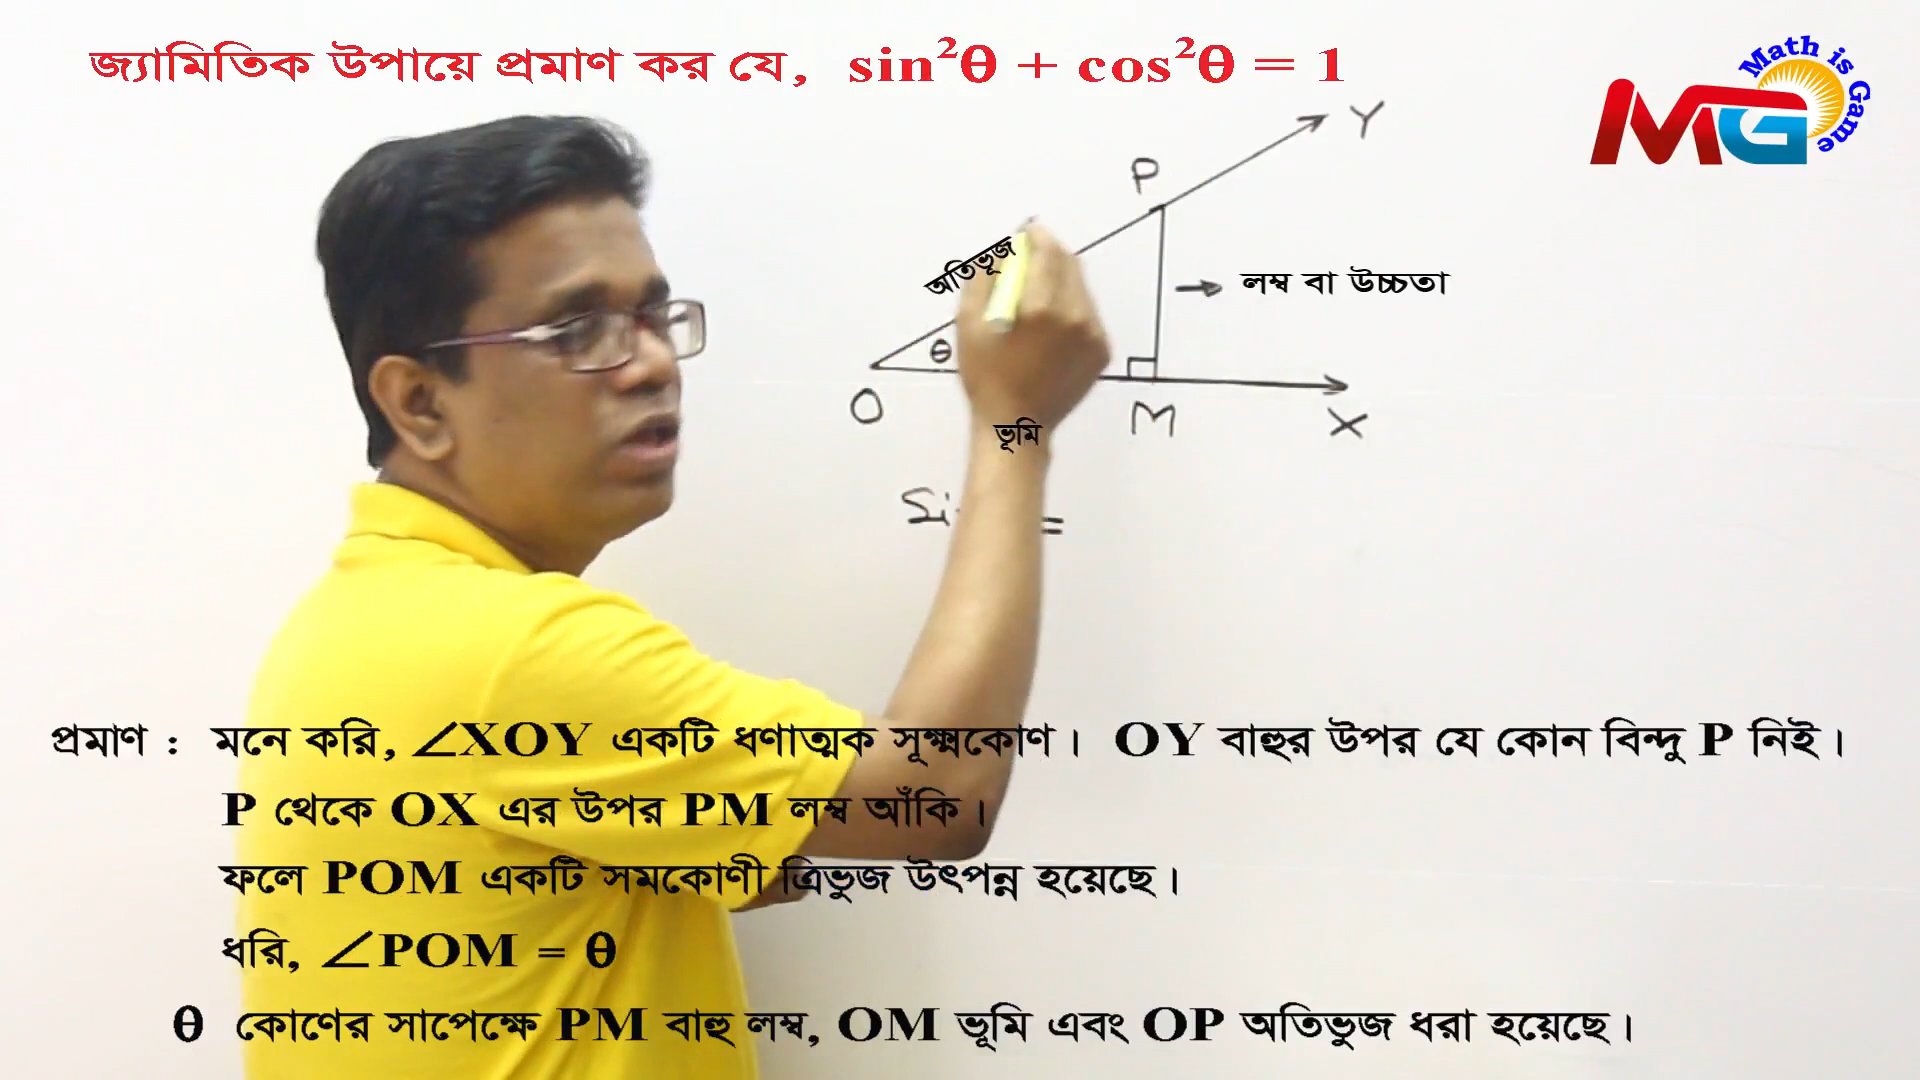 জ্যামিতিক উপায়ে প্রমাণ কর যে, sin²θ + cos²θ = 1
Math is Game
MG
Y
P
অতিভূজ
লম্ব বা উচ্চতা
θ
O
M
X
ভূমি
=
প্রমাণ : মনে করি, ∠XOY একটি ধণাত্মক সূক্ষ্মকোণ। OY বাহুর উপর যে কোন বিন্দু P নিই।
P থেকে OX এর উপর PM লম্ব আঁকি।
ফলে POM একটি সমকোণী ত্রিভুজ উৎপন্ন হয়েছে।
ধরি, ∠POM = θ
θ কোণের সাপেক্ষে PM বাহু লম্ব, OM ভূমি এবং OP অতিভুজ ধরা হয়েছে।